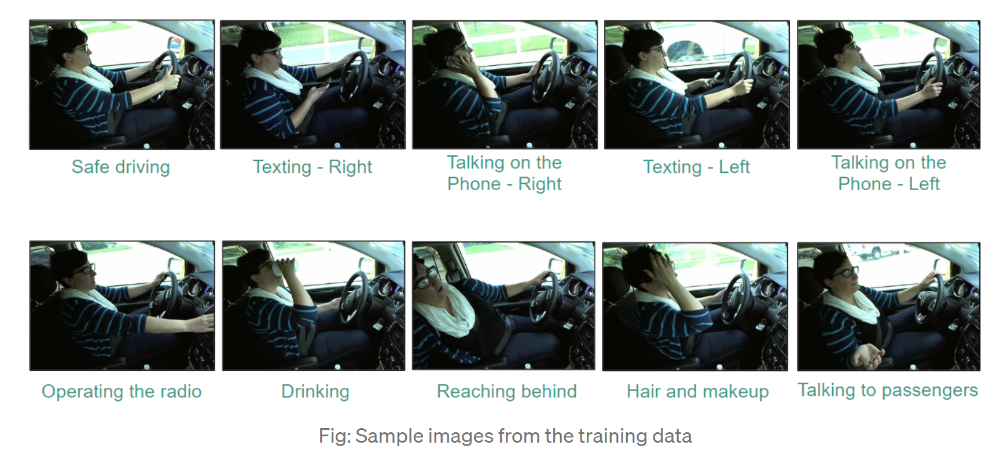 Safe driving
Texting - Right
Talking on the
Phone - Right
Texting - Left
Talking on the
Phone - Left
Operating the radio
Drinking
Reaching behind
Hair and makeup
Talking to passengers
Fig: Sample images from the training data